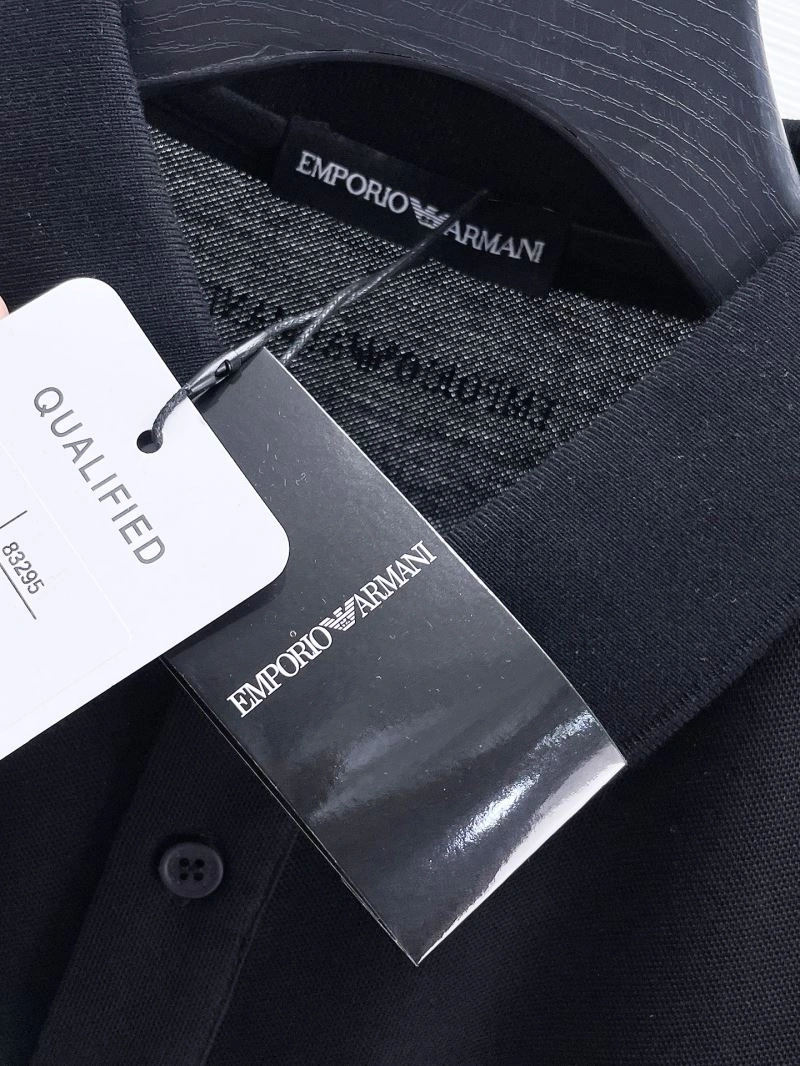 EMPORIO ARMANI
QUALIFIED
83295
EMPORIO ARMANI